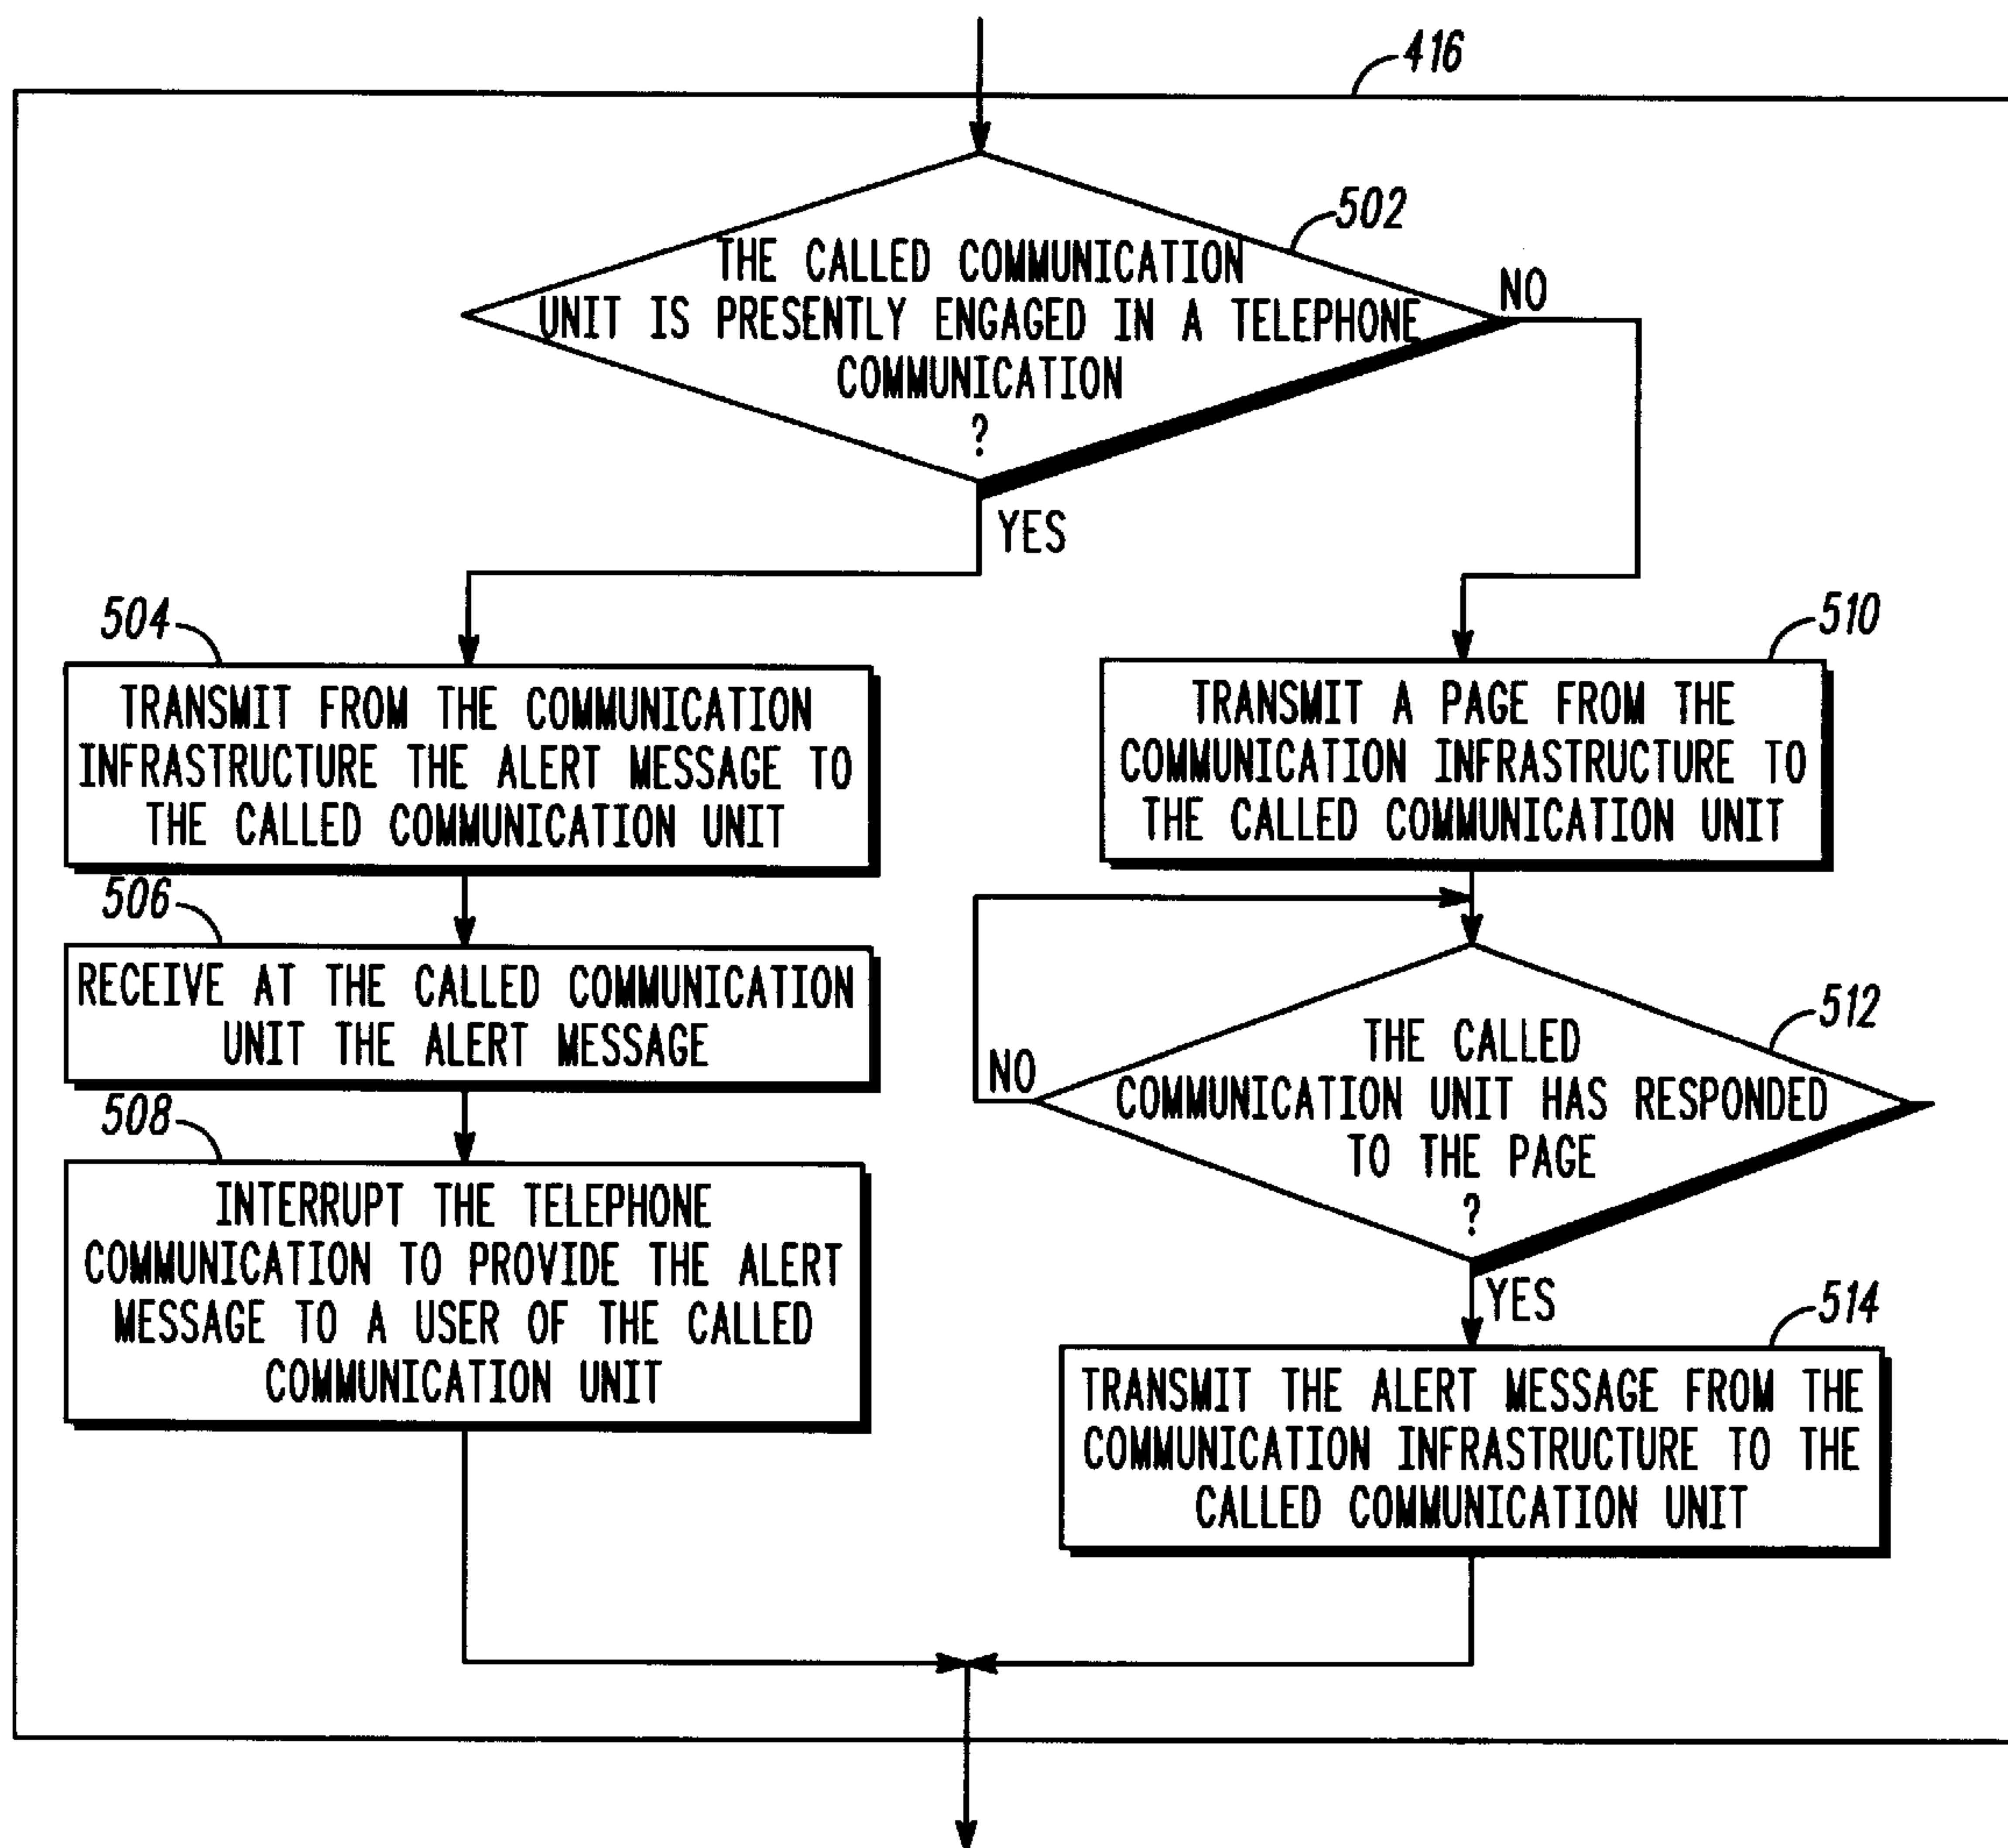 416
502
THE CALLED COMMUNICATION
UNIT IS PRESENTLY ENGAGED IN A TELEPHONE
COMMUNICATION
?
NO
YES
504
TRANSMIT FROM THE COMMUNICATION
INFRASTRUCTURE THE ALERT MESSAGE TO
THE CALLED COMMUNICATION UNIT
506
RECEIVE AT THE CALLED COMMUNICATION
UNIT THE ALERT MESSAGE
508
INTERRUPT THE TELEPHONE
COMMUNICATION TO PROVIDE THE ALERT
MESSAGE TO A USER OF THE CALLED
COMMUNICATION UNIT
510
TRANSMIT A PAGE FROM THE
COMMUNICATION INFRASTRUCTURE TO
THE CALLED COMMUNICATION UNIT
512
THE CALLED
COMMUNICATION UNIT HAS RESPONDED
TO THE PAGE
?
NO
YES
514
TRANSMIT THE ALERT MESSAGE FROM THE
COMMUNICATION INFRASTRUCTURE TO THE
CALLED COMMUNICATION UNIT